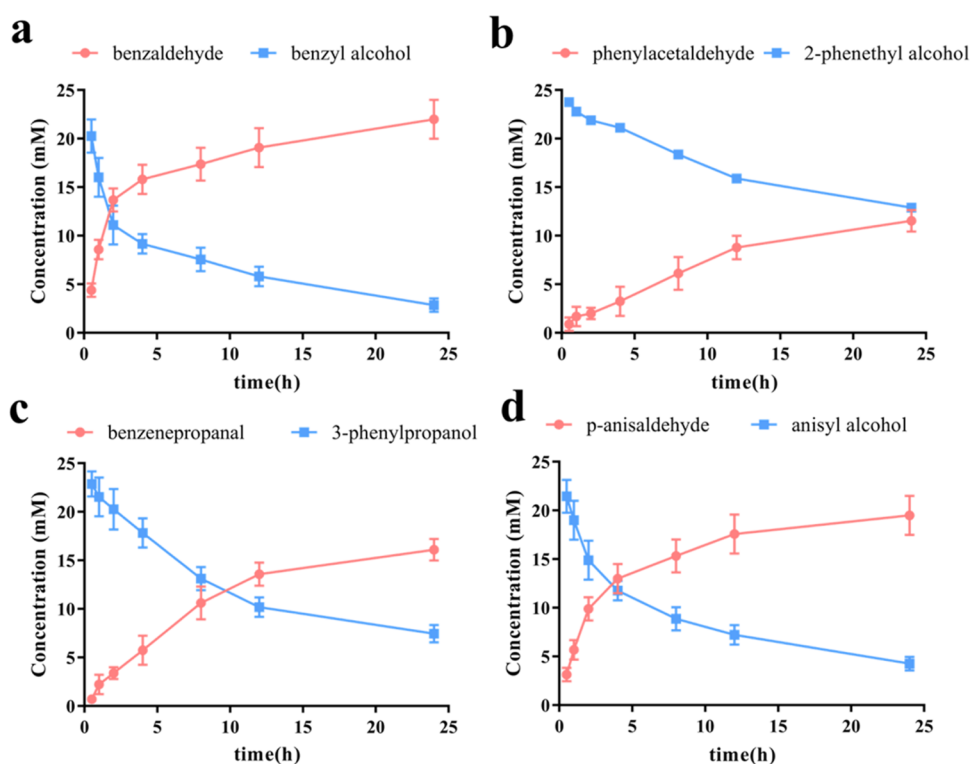 a
benzaldehyde benzyl alcohol
25
20
15
10
5
0
Concentration (mM)
0 5 10 15 20 25
time(h)
b
phenylacetaldehyde 2-phenethyl alcohol
25
20
15
10
5
0
Concentration (mM)
0 5 10 15 20 25
time(h)
c
benzenepropanal 3-phenylpropanol
25
20
15
10
5
0
Concentration (mM)
0 5 10 15 20 25
time(h)
d
p-anisaldehyde anisyl alcohol
25
20
15
10
5
0
Concentration (mM)
0 5 10 15 20 25
time(h)